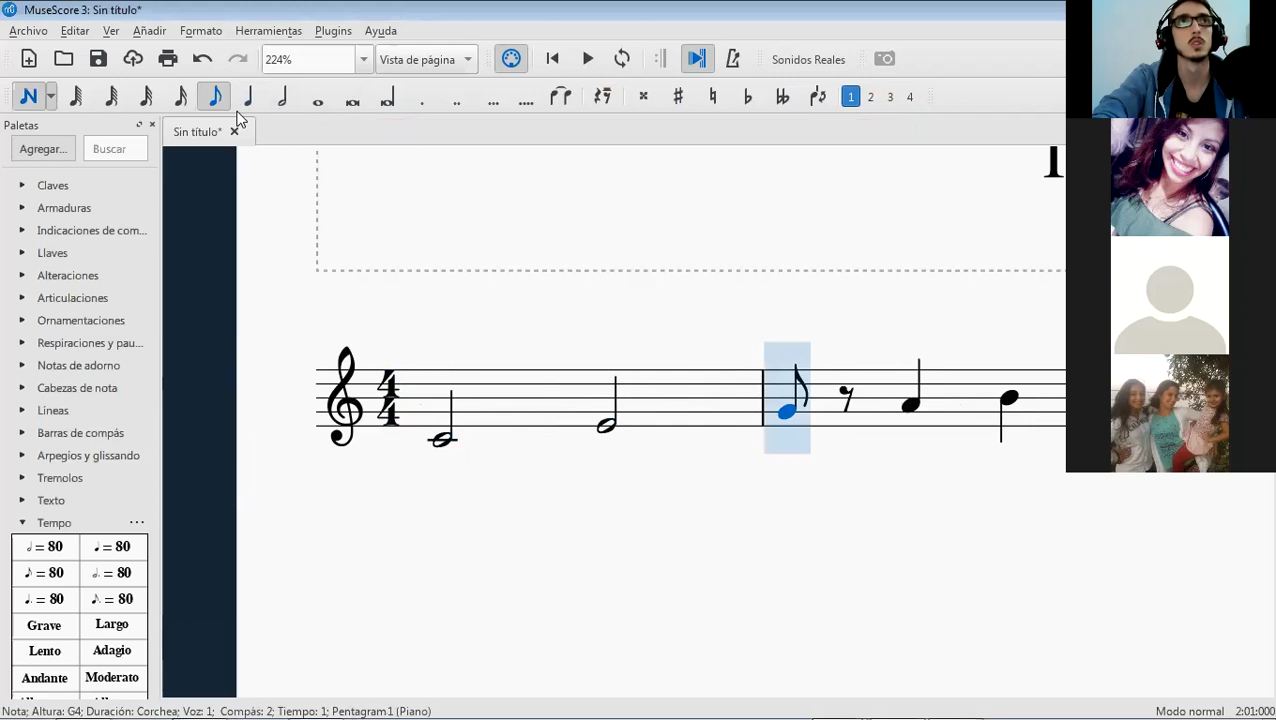 MuseScore 3: Sin título*
Archivo Editar Ver Añadir Formato Herramientas Plugins Ayuda
224% Vista de página Sonidos Reales
1 2 3 4
Paletas
Sin título*
Agregar... Buscar
Claves
Armaduras
Indicaciones de com...
Llaves
Alteraciones
Articulaciones
Ornamentaciones
Respiraciones y pau...
Notas de adorno
Cabezas de nota
Líneas
Barras de compás
Arpegios y glissando
Tremolos
Texto
Tempo ...
= 80 = 80
= 80 = 80
= 80 = 80
Grave Largo
Lento Adagio
Andante Moderato
4
4
Nota; Altura: G4; Duración: Corchea; Voz: 1; Compás: 2; Tiempo: 1; Pentagrama1 (Piano) Modo normal 2:01:000